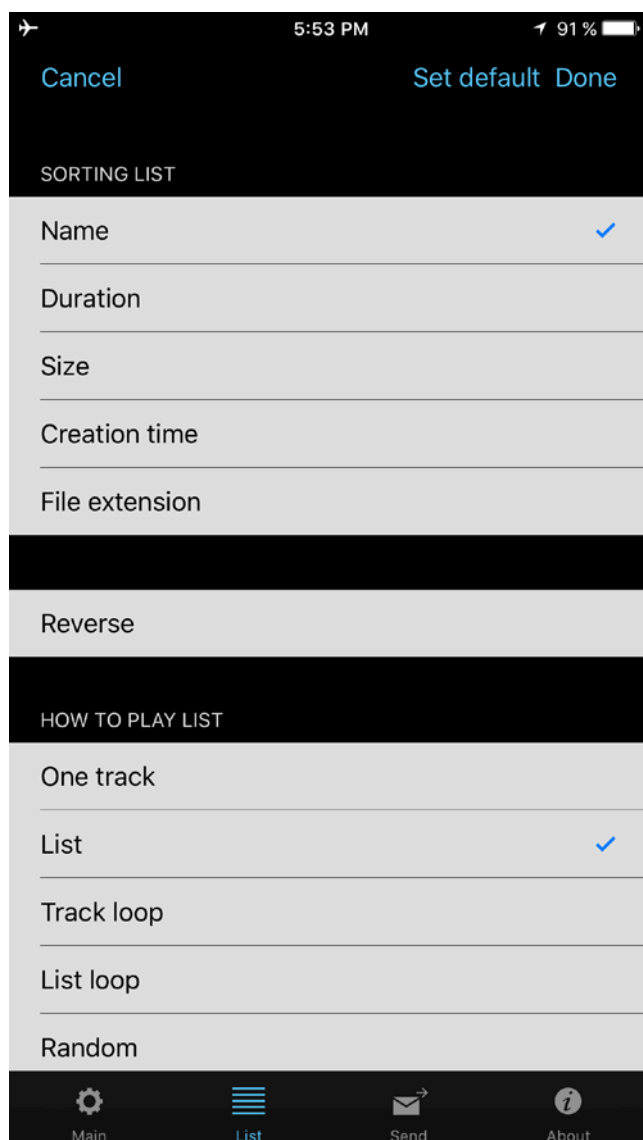 5:53 PM
91 %
Cancel
Set default Done
SORTING LIST
Name
Duration
Size
Creation time
File extension
Reverse
HOW TO PLAY LIST
One track
List
Track loop
List loop
Random
Main List Send About